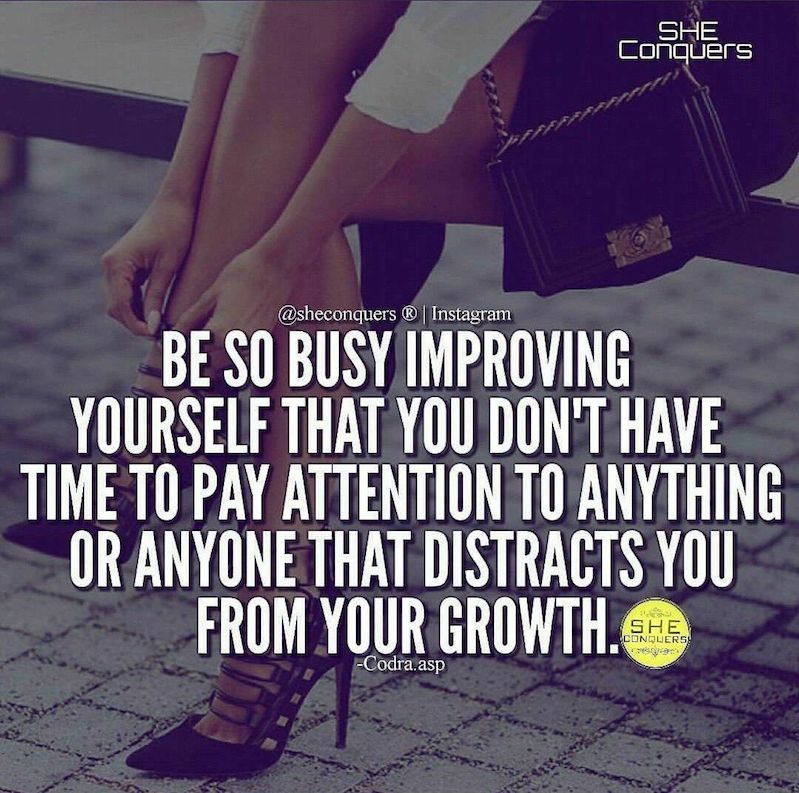 SHE
Conquers
@sheconquers ® | Instagram
BE SO BUSY IMPROVING
YOURSELF THAT YOU DON'T HAVE
TIME TO PAY ATTENTION TO ANYTHING
OR ANYONE THAT DISTRACTS YOU
FROM YOUR GROWTH.
SHE
CONQUERS
-Codra.asp